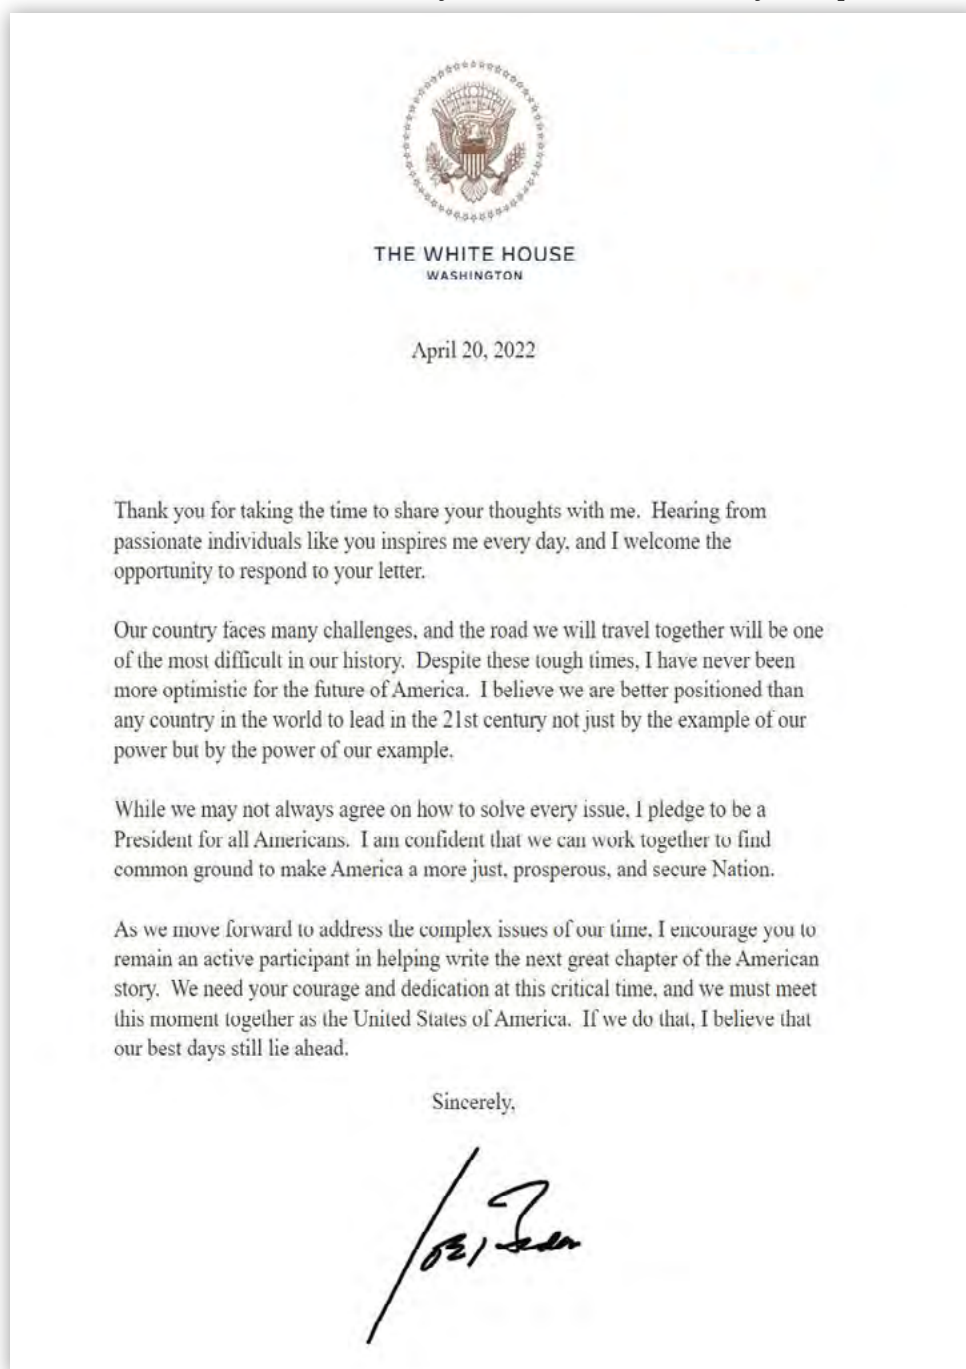 THE WHITE HOUSE
WASHINGTON
April 20, 2022
Thank you for taking the time to share your thoughts with me. Hearing from
passionate individuals like you inspires me every day, and I welcome the
opportunity to respond to your letter.
Our country faces many challenges, and the road we will travel together will be one
of the most difficult in our history. Despite these tough times, I have never been
more optimistic for the future of America. I believe we are better positioned than
any country in the world to lead in the 21st century not just by the example of our
power but by the power of our example.
While we may not always agree on how to solve every issue, I pledge to be a
President for all Americans. I am confident that we can work together to find
common ground to make America a more just, prosperous, and secure Nation.
As we move forward to address the complex issues of our time, I encourage you to
remain an active participant in helping write the next great chapter of the American
story. We need your courage and dedication at this critical time, and we must meet
this moment together as the United States of America. If we do that, I believe that
our best days still lie ahead.
Sincerely,